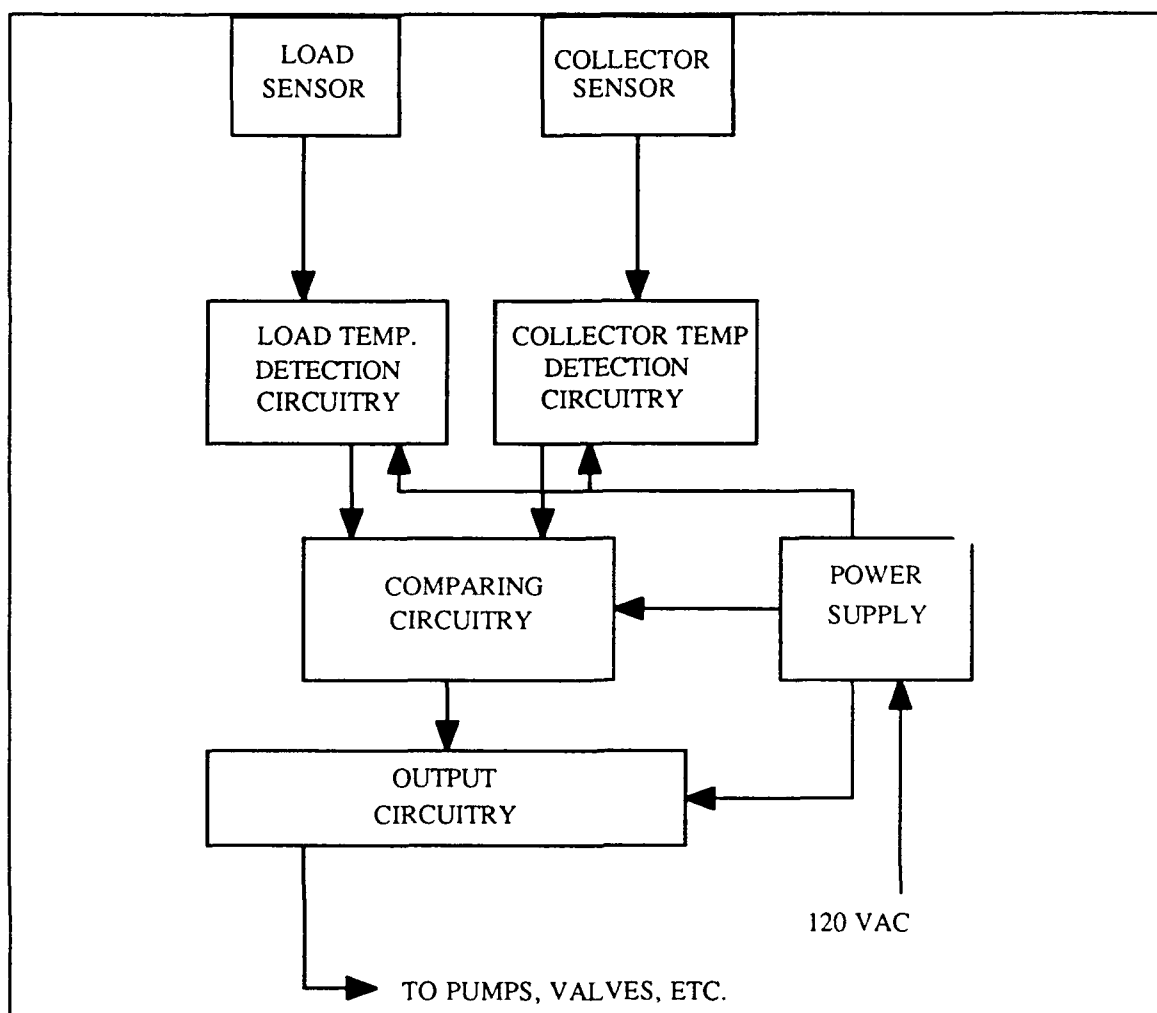 LOAD
SENSOR
COLLECTOR
SENSOR
LOAD TEMP.
DETECTION
CIRCUITRY
COLLECTOR TEMP
DETECTION
CIRCUITRY
COMPARING
CIRCUITRY
POWER
SUPPLY
OUTPUT
CIRCUITRY
120 VAC
TO PUMPS, VALVES, ETC.